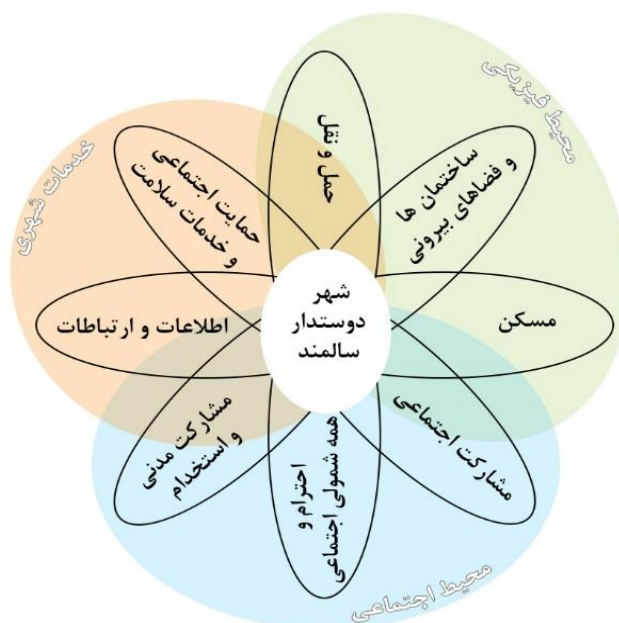 محیط فیزیکی
خدمات شهری
محیط اجتماعی
حمل و نقل
ساختمان ها
و فضاهای بیرونی
مسکن
مشارکت اجتماعی
احترام و
همه شمولی اجتماعی
مشارکت مدنی
و استخدام
اطلاعات و ارتباطات
حمایت اجتماعی
و خدمات سلامت
شهر
دوستدار
سالمند